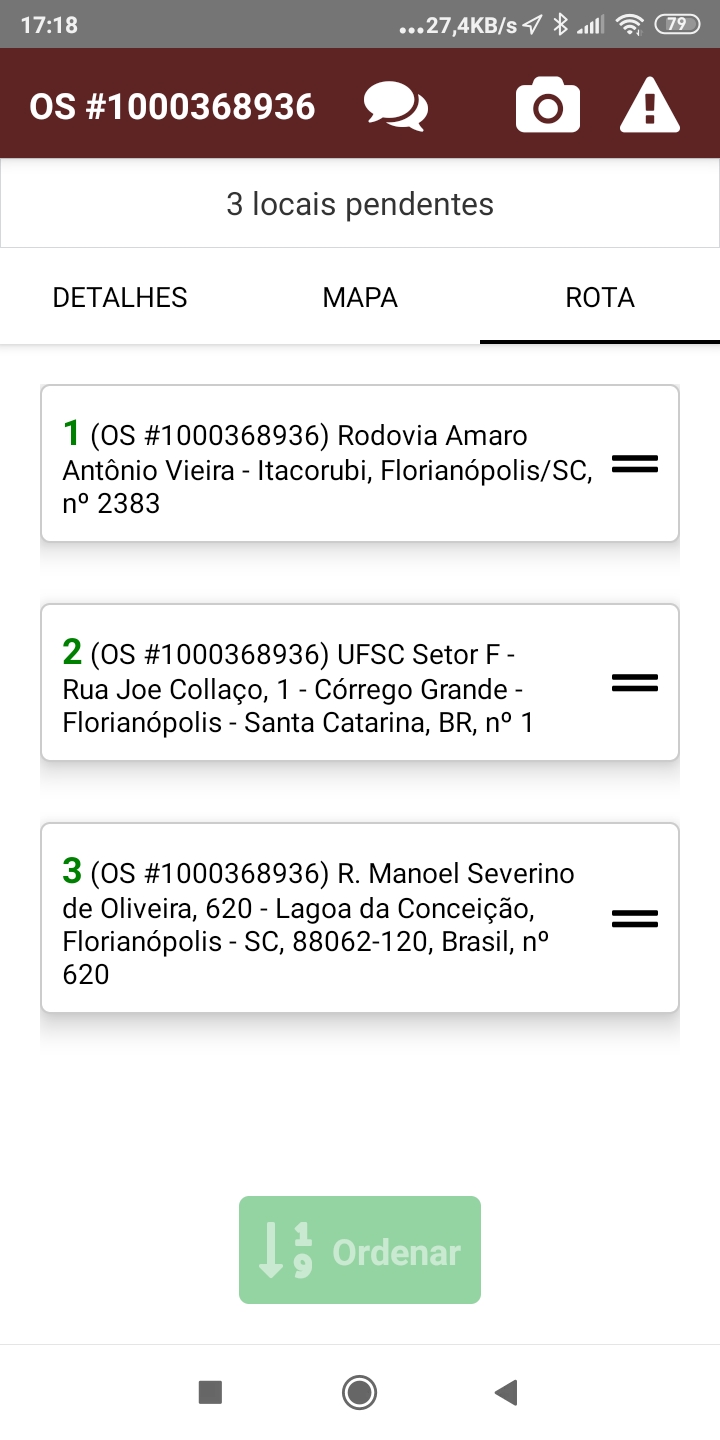 17:18
...27,4KB/s
79
OS #1000368936
3 locais pendentes
DETALHES
MAPA
ROTA
1 (OS #1000368936) Rodovia Amaro
Antônio Vieira - Itacorubi, Florianópolis/SC,
nº 2383
2 (OS #1000368936) UFSC Setor F -
Rua Joe Collaço, 1 - Córrego Grande -
Florianópolis - Santa Catarina, BR, nº 1
3 (OS #1000368936) R. Manoel Severino
de Oliveira, 620 - Lagoa da Conceição,
Florianópolis - SC, 88062-120, Brasil, nº
620
1
9
Ordenar